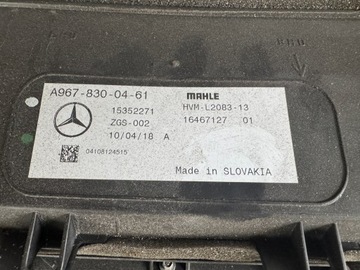 A967-830-04-61
MAHLE
15352271
HVM-L2083-13
ZGS-002
16467127 01
10/04/18 A
04108124515
Made in SLOVAKIA